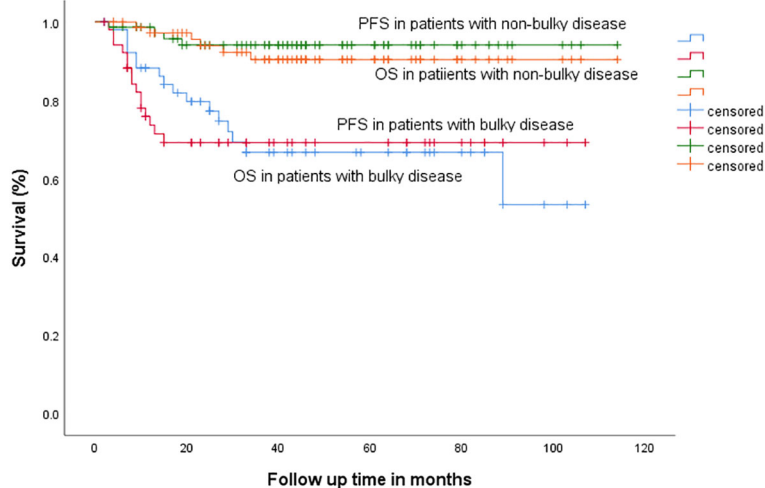 PFS in patients with non-bulky disease
OS in patiients with non-bulky disease
PFS in patients with bulky disease
OS in patients with bulky disease
censored
censored
censored
censored
Survival (%)
1.0
0.8
0.6
0.4
0.2
0.0
0 20 40 60 80 100 120
Follow up time in months